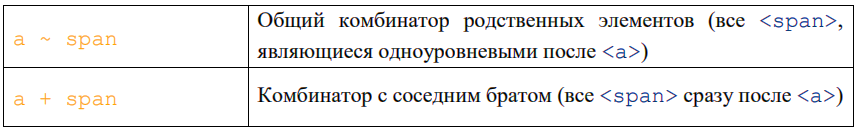 a ~ span
Общий комбинатор родственных элементов (все <span>,
являющиеся одноуровневыми после <a>)
a + span
Комбинатор с соседним братом (все <span> сразу после <a>)